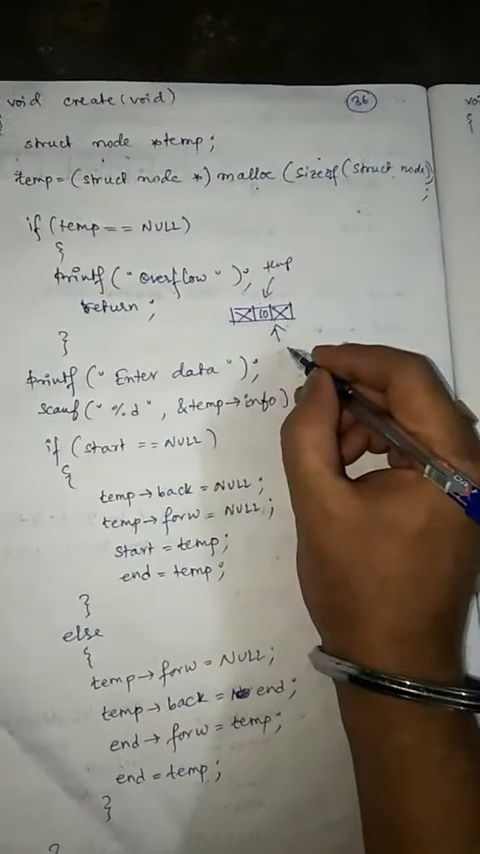 void create(void)
36
{
struct node *temp;
temp=(struct node *)malloc(sizeof(struct node)
;
if(temp == NULL)
{
printf("overflow");
temp
return;
10
}
printf("Enter data");
scanf("%d", &temp→info)
if(start == NULL)
{
temp→back = NULL;
temp→forw = NULL;
start = temp;
end = temp;
}
else
{
temp→forw = NULL;
temp→back = end;
end→forw = temp;
end = temp;
}